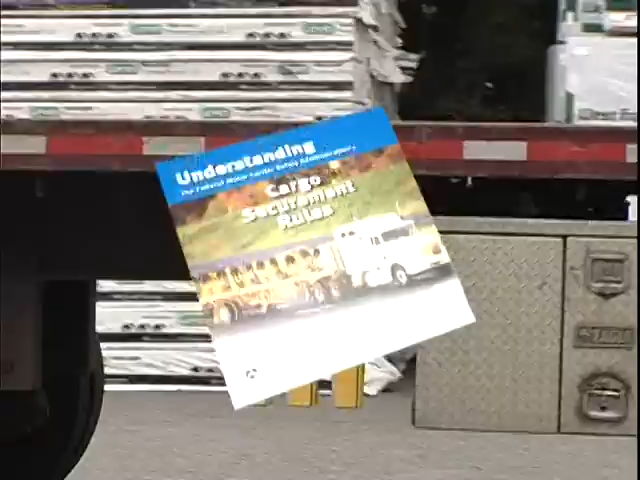 Understanding
The Federal Motor Carrier Safety Administration's
Cargo
Securement
Rules